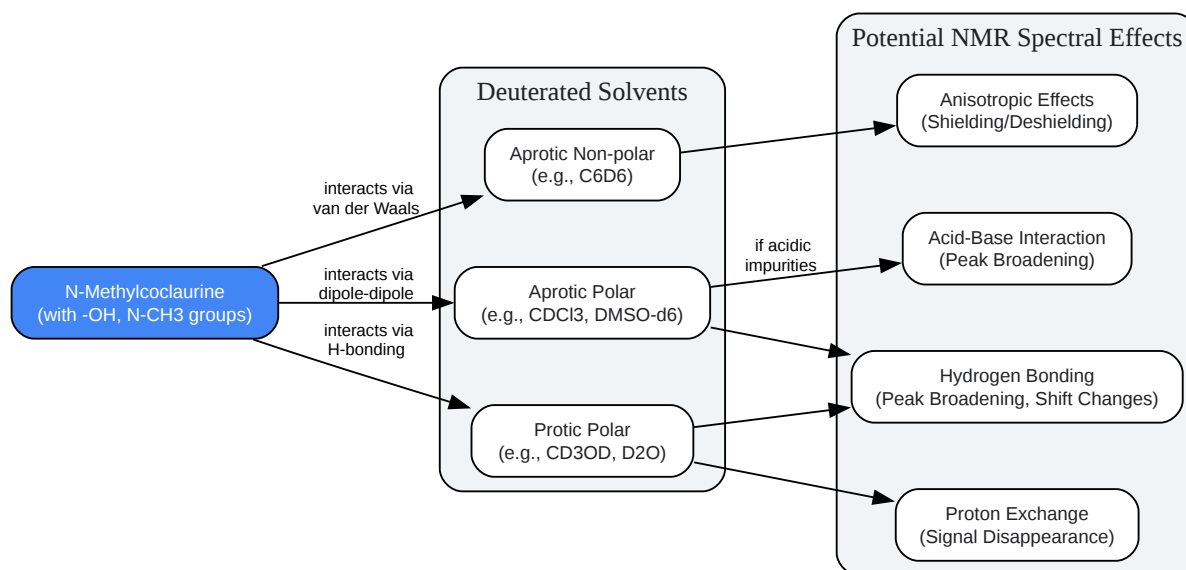 Potential NMR Spectral Effects
Deuterated Solvents
Anisotropic Effects
(Shielding/Deshielding)
Aprotic Non-polar
(e.g., C6D6)
interacts via
van der Waals
if acidic
impurities
Acid-Base Interaction
(Peak Broadening)
N-Methylcoclaurine
(with -OH, N-CH3 groups)
interacts via
dipole-dipole
Aprotic Polar
(e.g., CDCl3, DMSO-d6)
interacts via
H-bonding
Hydrogen Bonding
(Peak Broadening, Shift Changes)
Protic Polar
(e.g., CD3OD, D2O)
Proton Exchange
(Signal Disappearance)